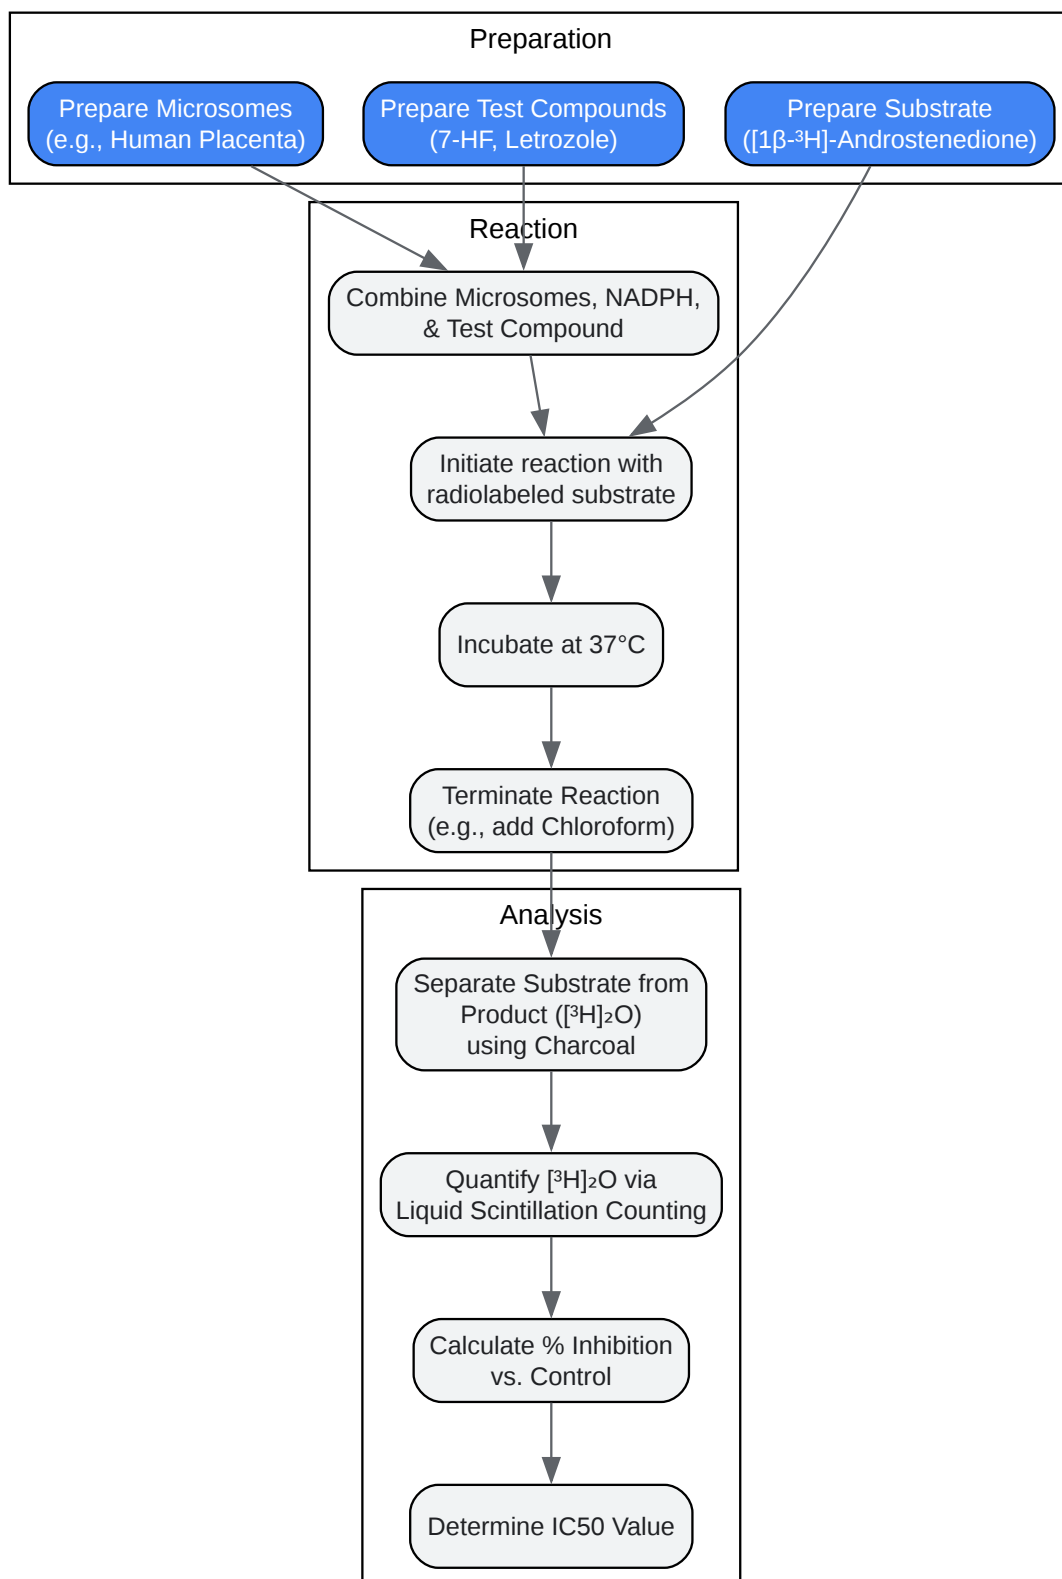 Preparation
Prepare Microsomes
(e.g., Human Placenta)
Prepare Test Compounds
(7-HF, Letrozole)
Prepare Substrate
([1β-³H]-Androstenedione)
Reaction
Combine Microsomes, NADPH,
& Test Compound
Initiate reaction with
radiolabeled substrate
Incubate at 37°C
Terminate Reaction
(e.g., add Chloroform)
Analysis
Separate Substrate from
Product ([³H]₂O)
using Charcoal
Quantify [³H]₂O via
Liquid Scintillation Counting
Calculate % Inhibition
vs. Control
Determine IC50 Value